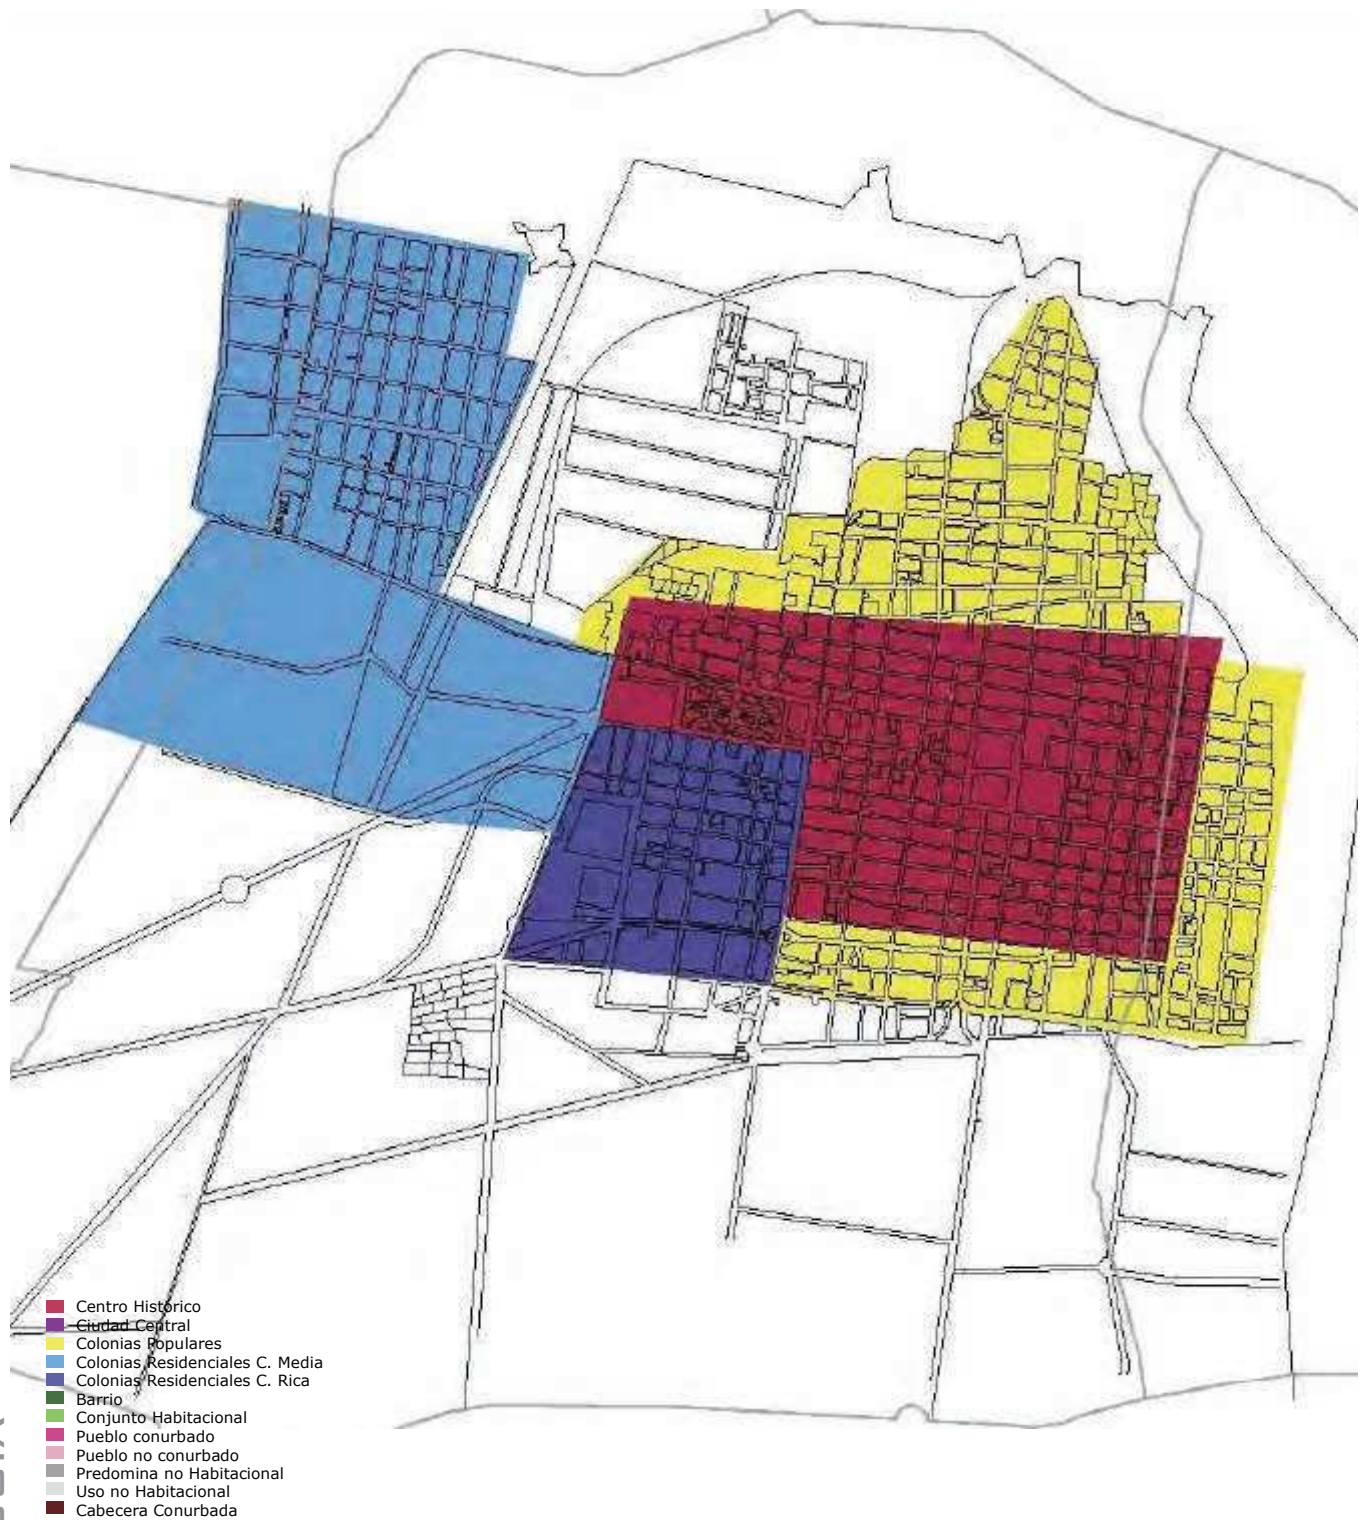 Centro Histórico
Ciudad Central
Colonias Populares
Colonias Residenciales C. Media
Colonias Residenciales C. Rica
Barrio
Conjunto Habitacional
Pueblo conurbado
Pueblo no conurbado
Predomina no Habitacional
Uso no Habitacional
Cabecera Conurbada